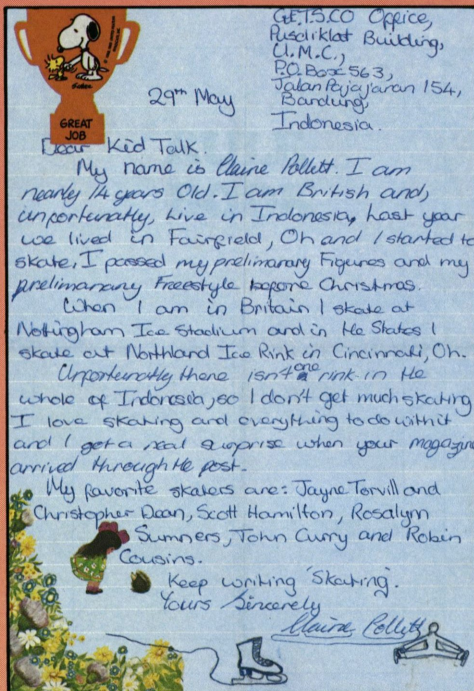 GREAT
JOB
G.E.T.S.CO Office,
Pusdiklat Building,
U.M.C.,
P.O. Box 563,
Jalan Pajajaran 154,
Bandung,
Indonesia.
29th May
Dear Kid Talk.
My name is Claire Pollett. I am
nearly 14 years old. I am British and,
unfortunatly, live in Indonesia, Last year
we lived in Fairfield, Oh and I started to
skate, I passed my prelimanary Figures and my
prelimanary Freestyle before Christmas.
When I am in Britain I skate at
Nottingham Ice Stadium and in the States I
skate at Northland Ice Rink in Cincinnati, Oh.
Unfortunatly there isn't one rink in the
whole of Indonesia, so I don't get much skating
I love skating and everything to do with it
and I got a real surprise when your magazine
arrived through the post.
My favorite skaters are: Jayne Torvill and
Christopher Dean, Scott Hamilton, Rosalynn
Sumners, John Curry and Robin
Cousins.
Keep writing 'Skating'.
Yours Sincerely
Claire Pollett